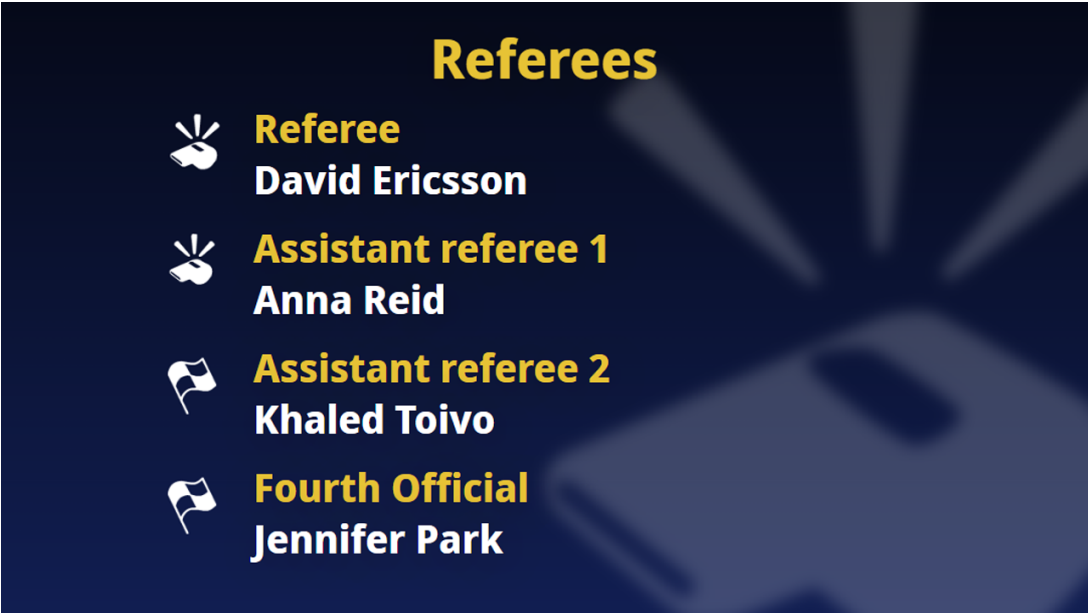 Referees
Referee
David Ericsson
Assistant referee 1
Anna Reid
Assistant referee 2
Khaled Toivo
Fourth Official
Jennifer Park